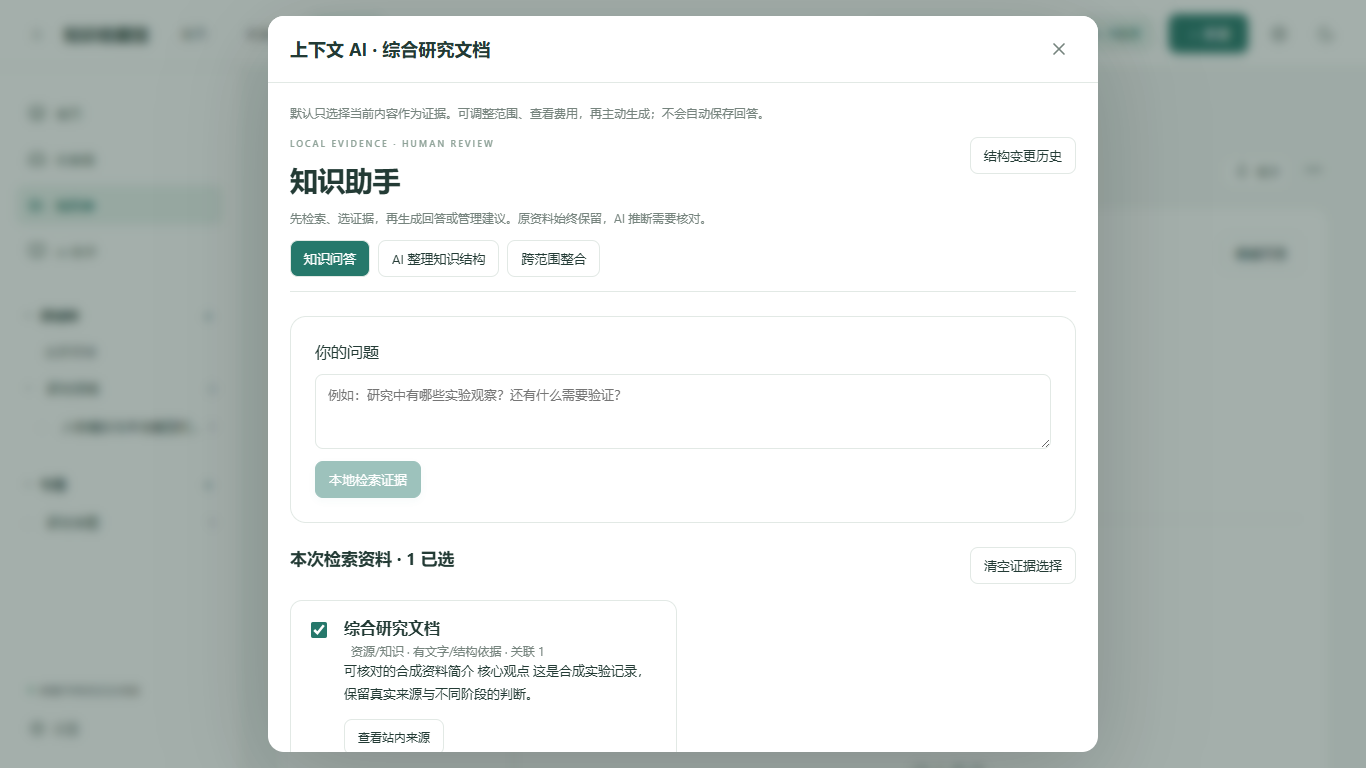 上下文 AI · 综合研究文档
默认只选择当前内容作为证据。可调整范围、查看费用，再主动生成；不会自动保存回答。
LOCAL EVIDENCE · HUMAN REVIEW
结构变更历史
知识助手
先检索、选证据，再生成回答或管理建议。原资料始终保留，AI 推断需要核对。
知识问答
AI 整理知识结构
跨范围整合
你的问题
例如：研究中有哪些实验观察？还有什么需要验证？
本地检索证据
本次检索资料 · 1 已选
清空证据选择
综合研究文档
资源/知识 · 有文字/结构依据 · 关联 1
可核对的合成资料简介 核心观点 这是合成实验记录，
保留真实来源与不同阶段的判断。
查看站内来源